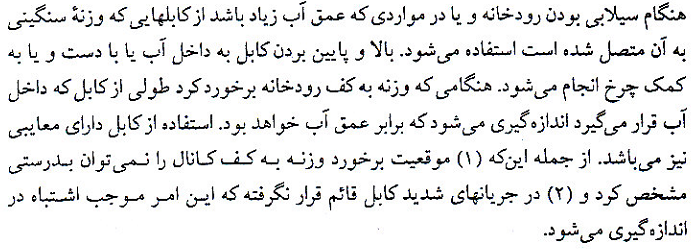 هنگام سیلابی بودن رودخانه و یا در مواردی که عمق آب زیاد باشد از کابلهایی که وزنهٔ سنگینی
به آن متصل شده است استفاده می‌شود. بالا و پایین بردن کابل به داخل آب یا با دست و یا به
کمک چرخ انجام می‌شود. هنگامی که وزنه به کف رودخانه برخورد کرد طولی از کابل که داخل
آب قرار می‌گیرد اندازه‌گیری می‌شود که برابر عمق آب خواهد بود. استفاده از کابل دارای معایبی
نیز می‌باشد. از جمله این‌که (۱) موقعیت برخورد وزنه به کف کانال را نمی‌توان بدرستی
مشخص کرد و (۲) در جریانهای شدید کابل قائم قرار نگرفته که این امر موجب اشتباه در
اندازه‌گیری می‌شود.